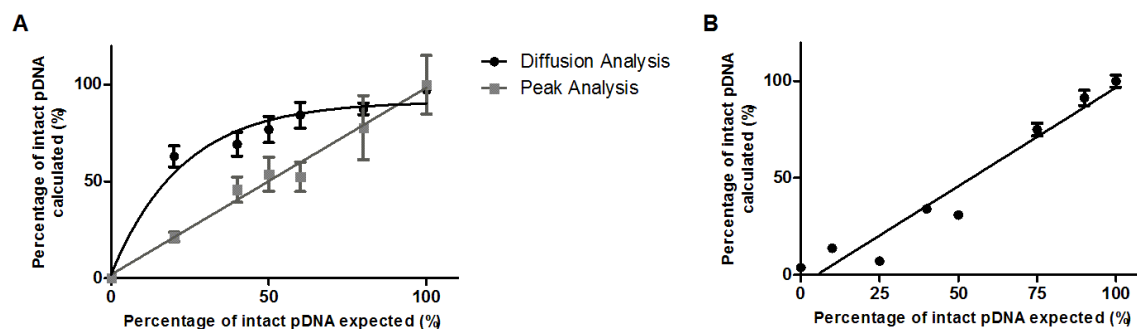 A
Percentage of intact pDNA
calculated (%)
100
50
0
0
50
100
Percentage of intact pDNA expected (%)
Diffusion Analysis
Peak Analysis
B
Percentage of intact pDNA
calculated (%)
100
50
0
0
25
50
75
100
Percentage of intact pDNA expected (%)